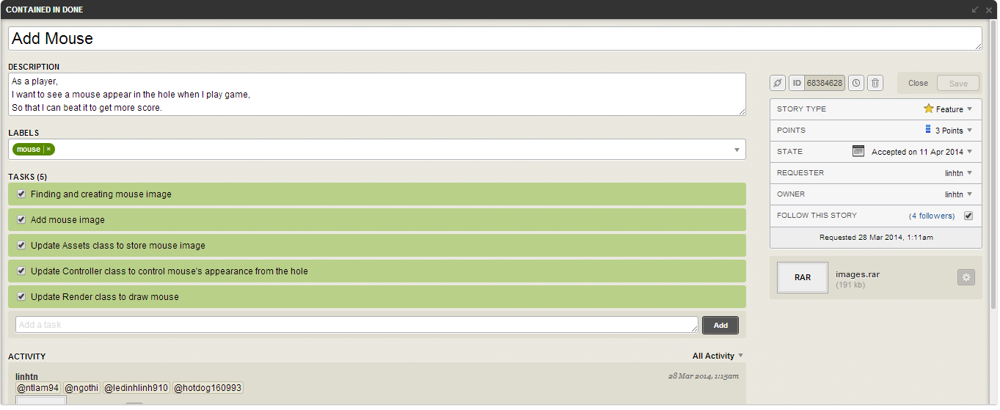 CONTAINED IN DONE
Add Mouse
DESCRIPTION
As a player,
I want to see a mouse appear in the hole when I play game,
So that I can beat it to get more score.
LABELS
mouse ×
TASKS (5)
Finding and creating mouse image
Add mouse image
Update Assets class to store mouse image
Update Controller class to control mouse's appearance from the hole
Update Render class to draw mouse
Add a task
Add
ACTIVITY
All Activity
linhtn
28 Mar 2014, 1:15am
@ntlam94 @ngothi @ledinhlinh910 @hotdog160993
ID 68384628
Close Save
STORY TYPE Feature
POINTS 3 Points
STATE Accepted on 11 Apr 2014
REQUESTER linhtn
OWNER linhtn
FOLLOW THIS STORY (4 followers)
Requested 28 Mar 2014, 1:11am
RAR
images.rar
(191 kb)